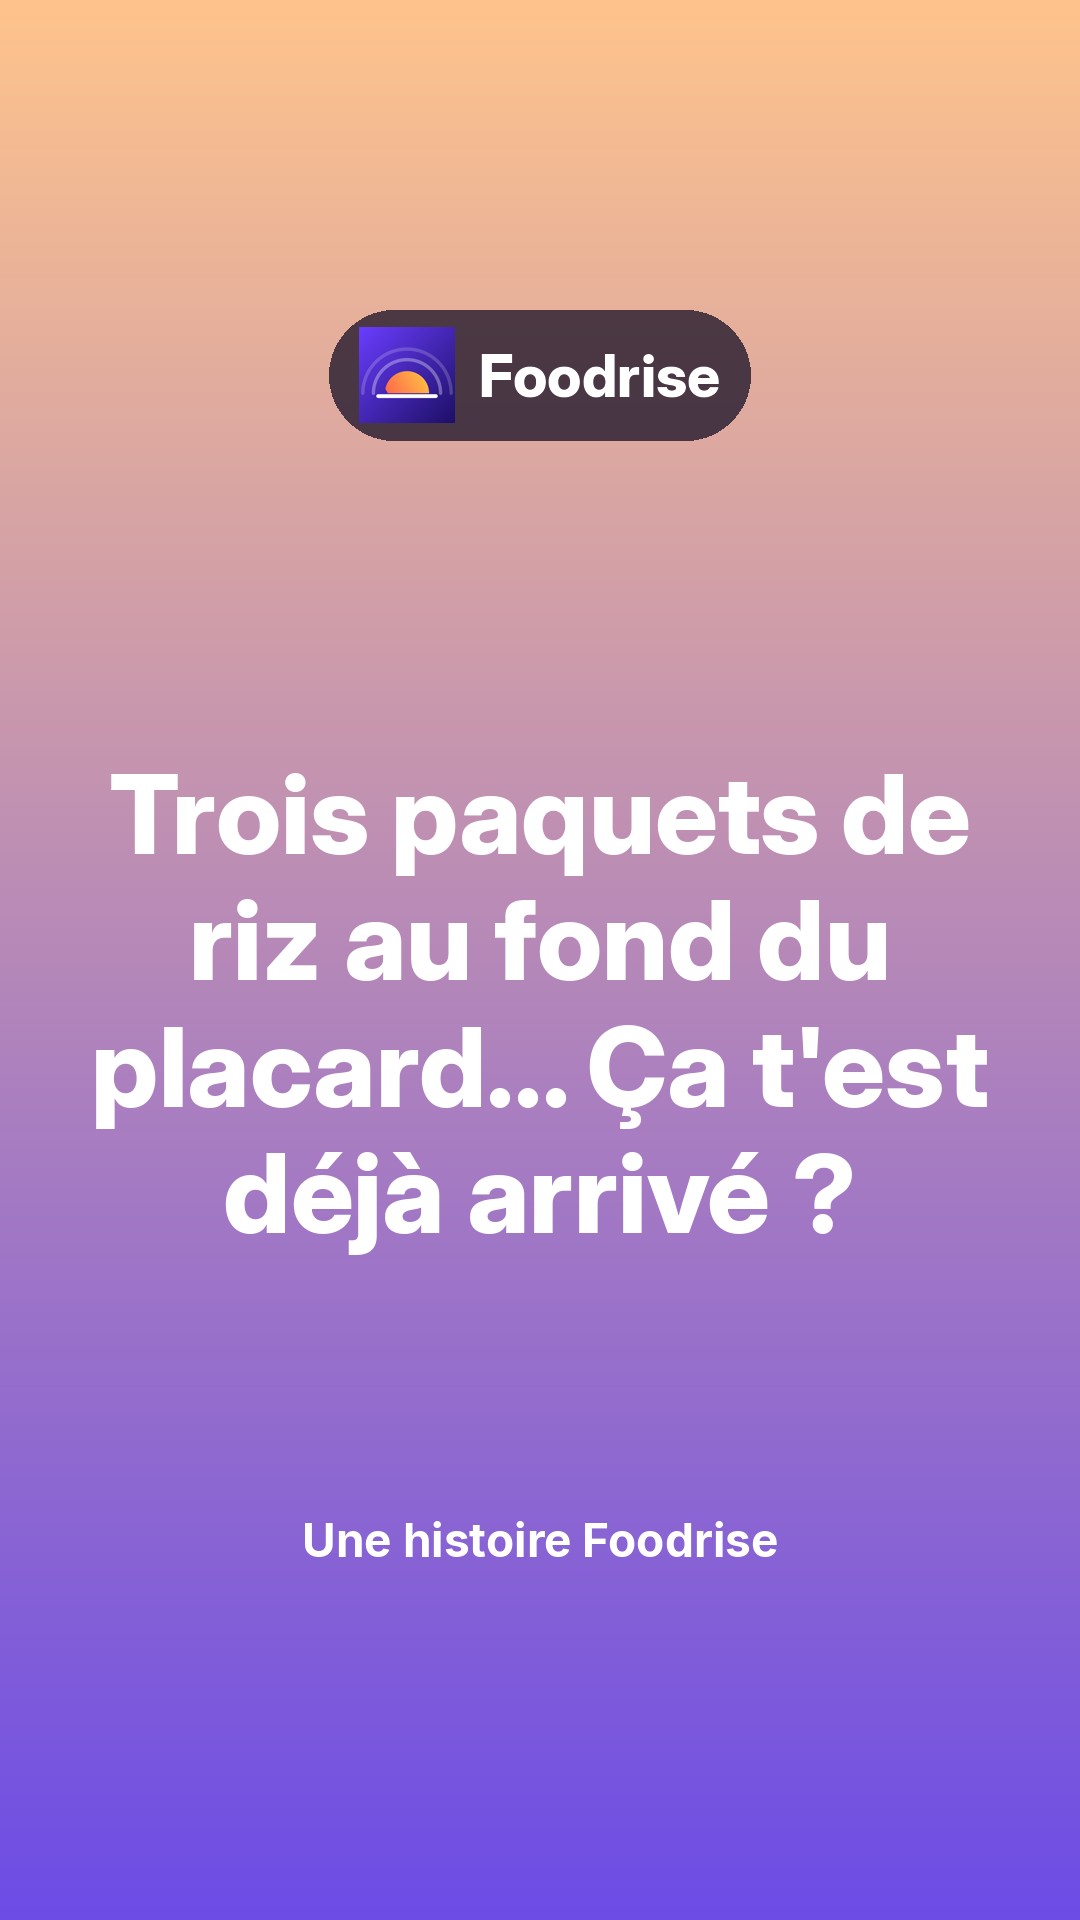 Foodrise
Trois paquets de
riz au fond du
placard... Ça t'est
déjà arrivé ?
Une histoire Foodrise